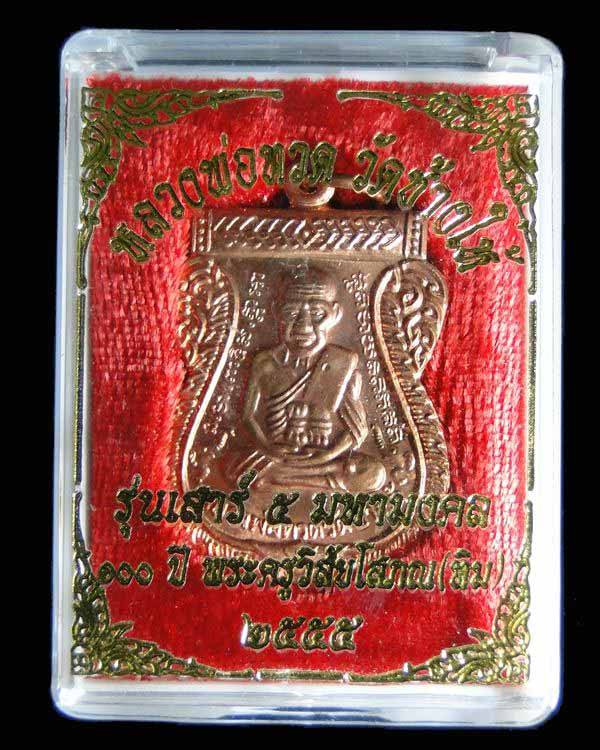 หลวงพ่อทวด วัดช้างให้
รุ่นเสาร์ ๕ มหามงคล
๑๐๐ ปี พระครูวิสัยโสภณ(ทิม)
๒๕๕๕